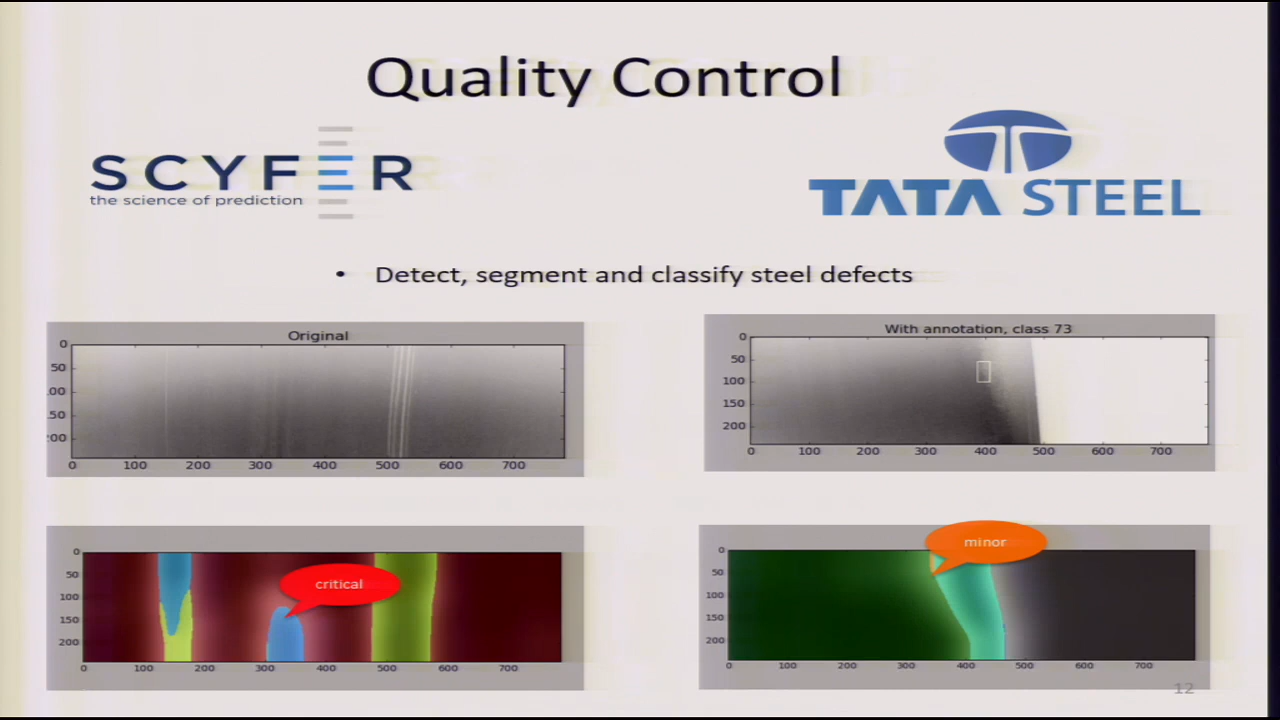 Quality Control
SCYFER
the science of prediction
TATA STEEL
• Detect, segment and classify steel defects
Original
0
50
00
50
00
0 100 200 300 400 500 600 700
With annotation, class 73
0
50
100
150
200
0 100 200 300 400 500 600 700
critical
0
50
100
150
200
0 100 200 300 400 500 600 700
minor
0
50
100
150
200
0 100 200 300 400 500 600 700
12